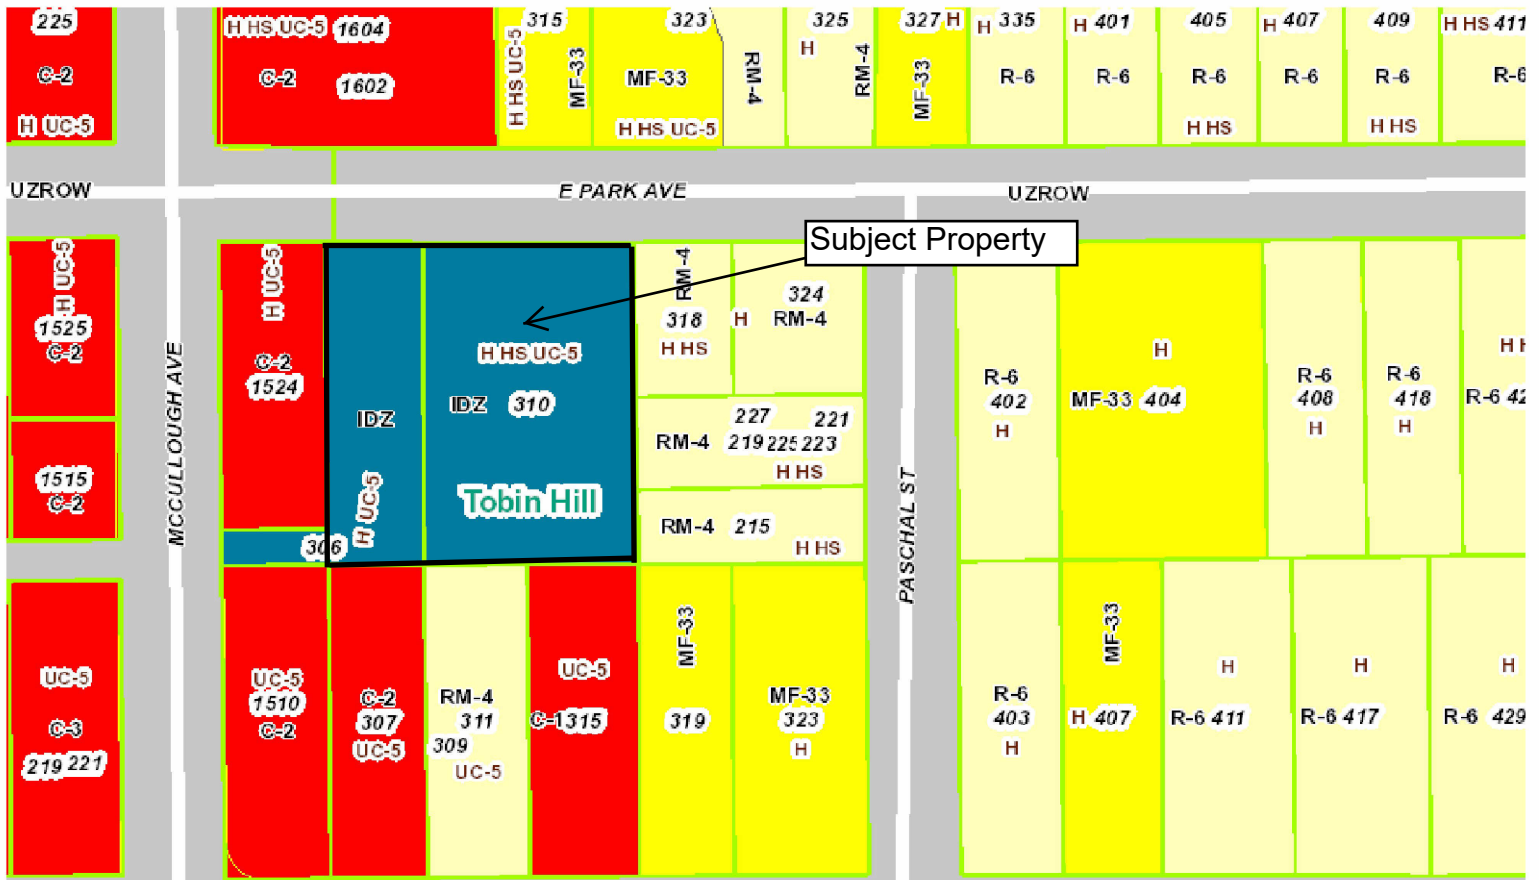 225
C-2
H UC-5
H HS UC-5 1604
C-2 1602
H HS UC-5
315
MF-33
323
MF-33
H HS UC-5
RM-4
325
H
RM-4
327 H
MF-33
H 335
R-6
H 401
R-6
405
R-6
H HS
H 407
R-6
409
R-6
H HS
H HS 411
R-6
UZROW
E PARK AVE
UZROW
Subject Property
H UC-5
1525
C-2
1515
C-2
MCCULLOUGH AVE
H UC-5
C-2
1524
IDZ
H UC-5
306
H HS UC-5
IDZ 310
Tobin Hill
RM-4
318
H HS
324
H RM-4
227 221
RM-4 219 225 223
H HS
RM-4 215
H HS
PASCHAL ST
R-6
402
H
H
MF-33 404
R-6
408
H
R-6
418
H
H H
R-6 42
UC-5
C-3
219 221
UC-5
1510
C-2
C-2
307
UC-5
RM-4
311
309
UC-5
UC-5
C-1 315
MF-33
319
MF-33
323
H
R-6
403
H
MF-33
H 407
H
R-6 411
H
R-6 417
H
R-6 429